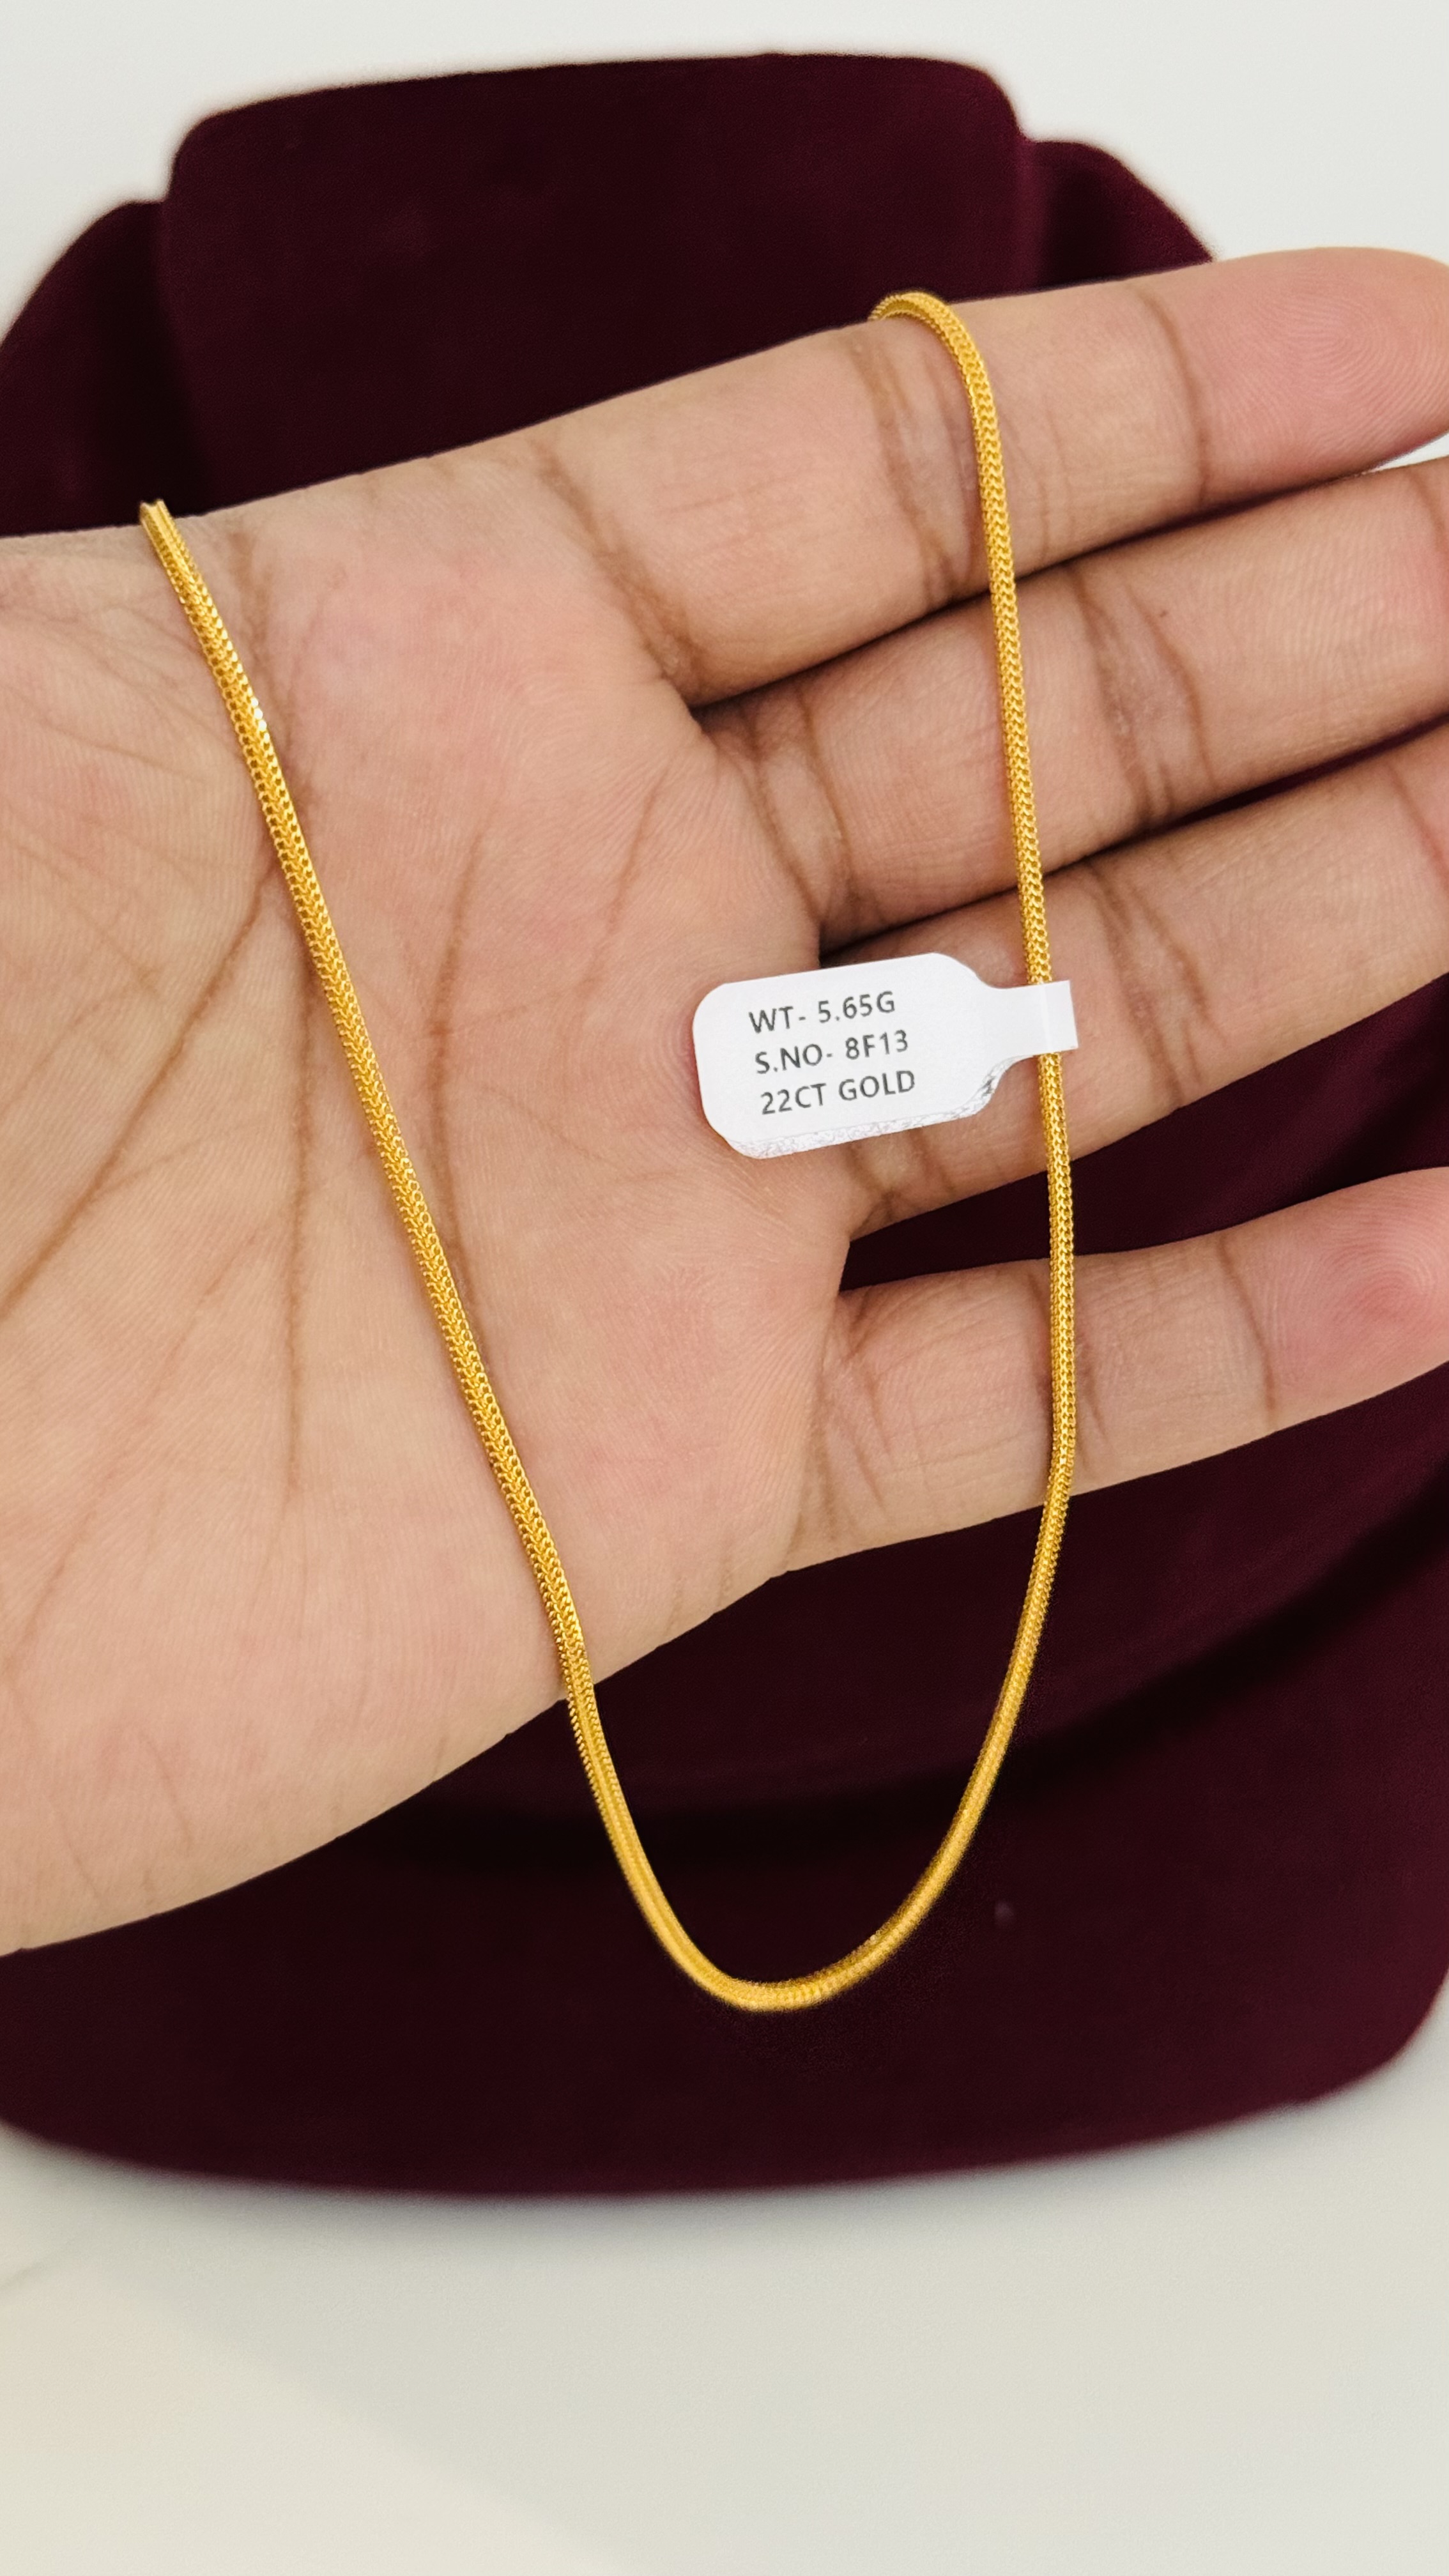 WT- 5.65G
S.NO- 8F13
22CT GOLD